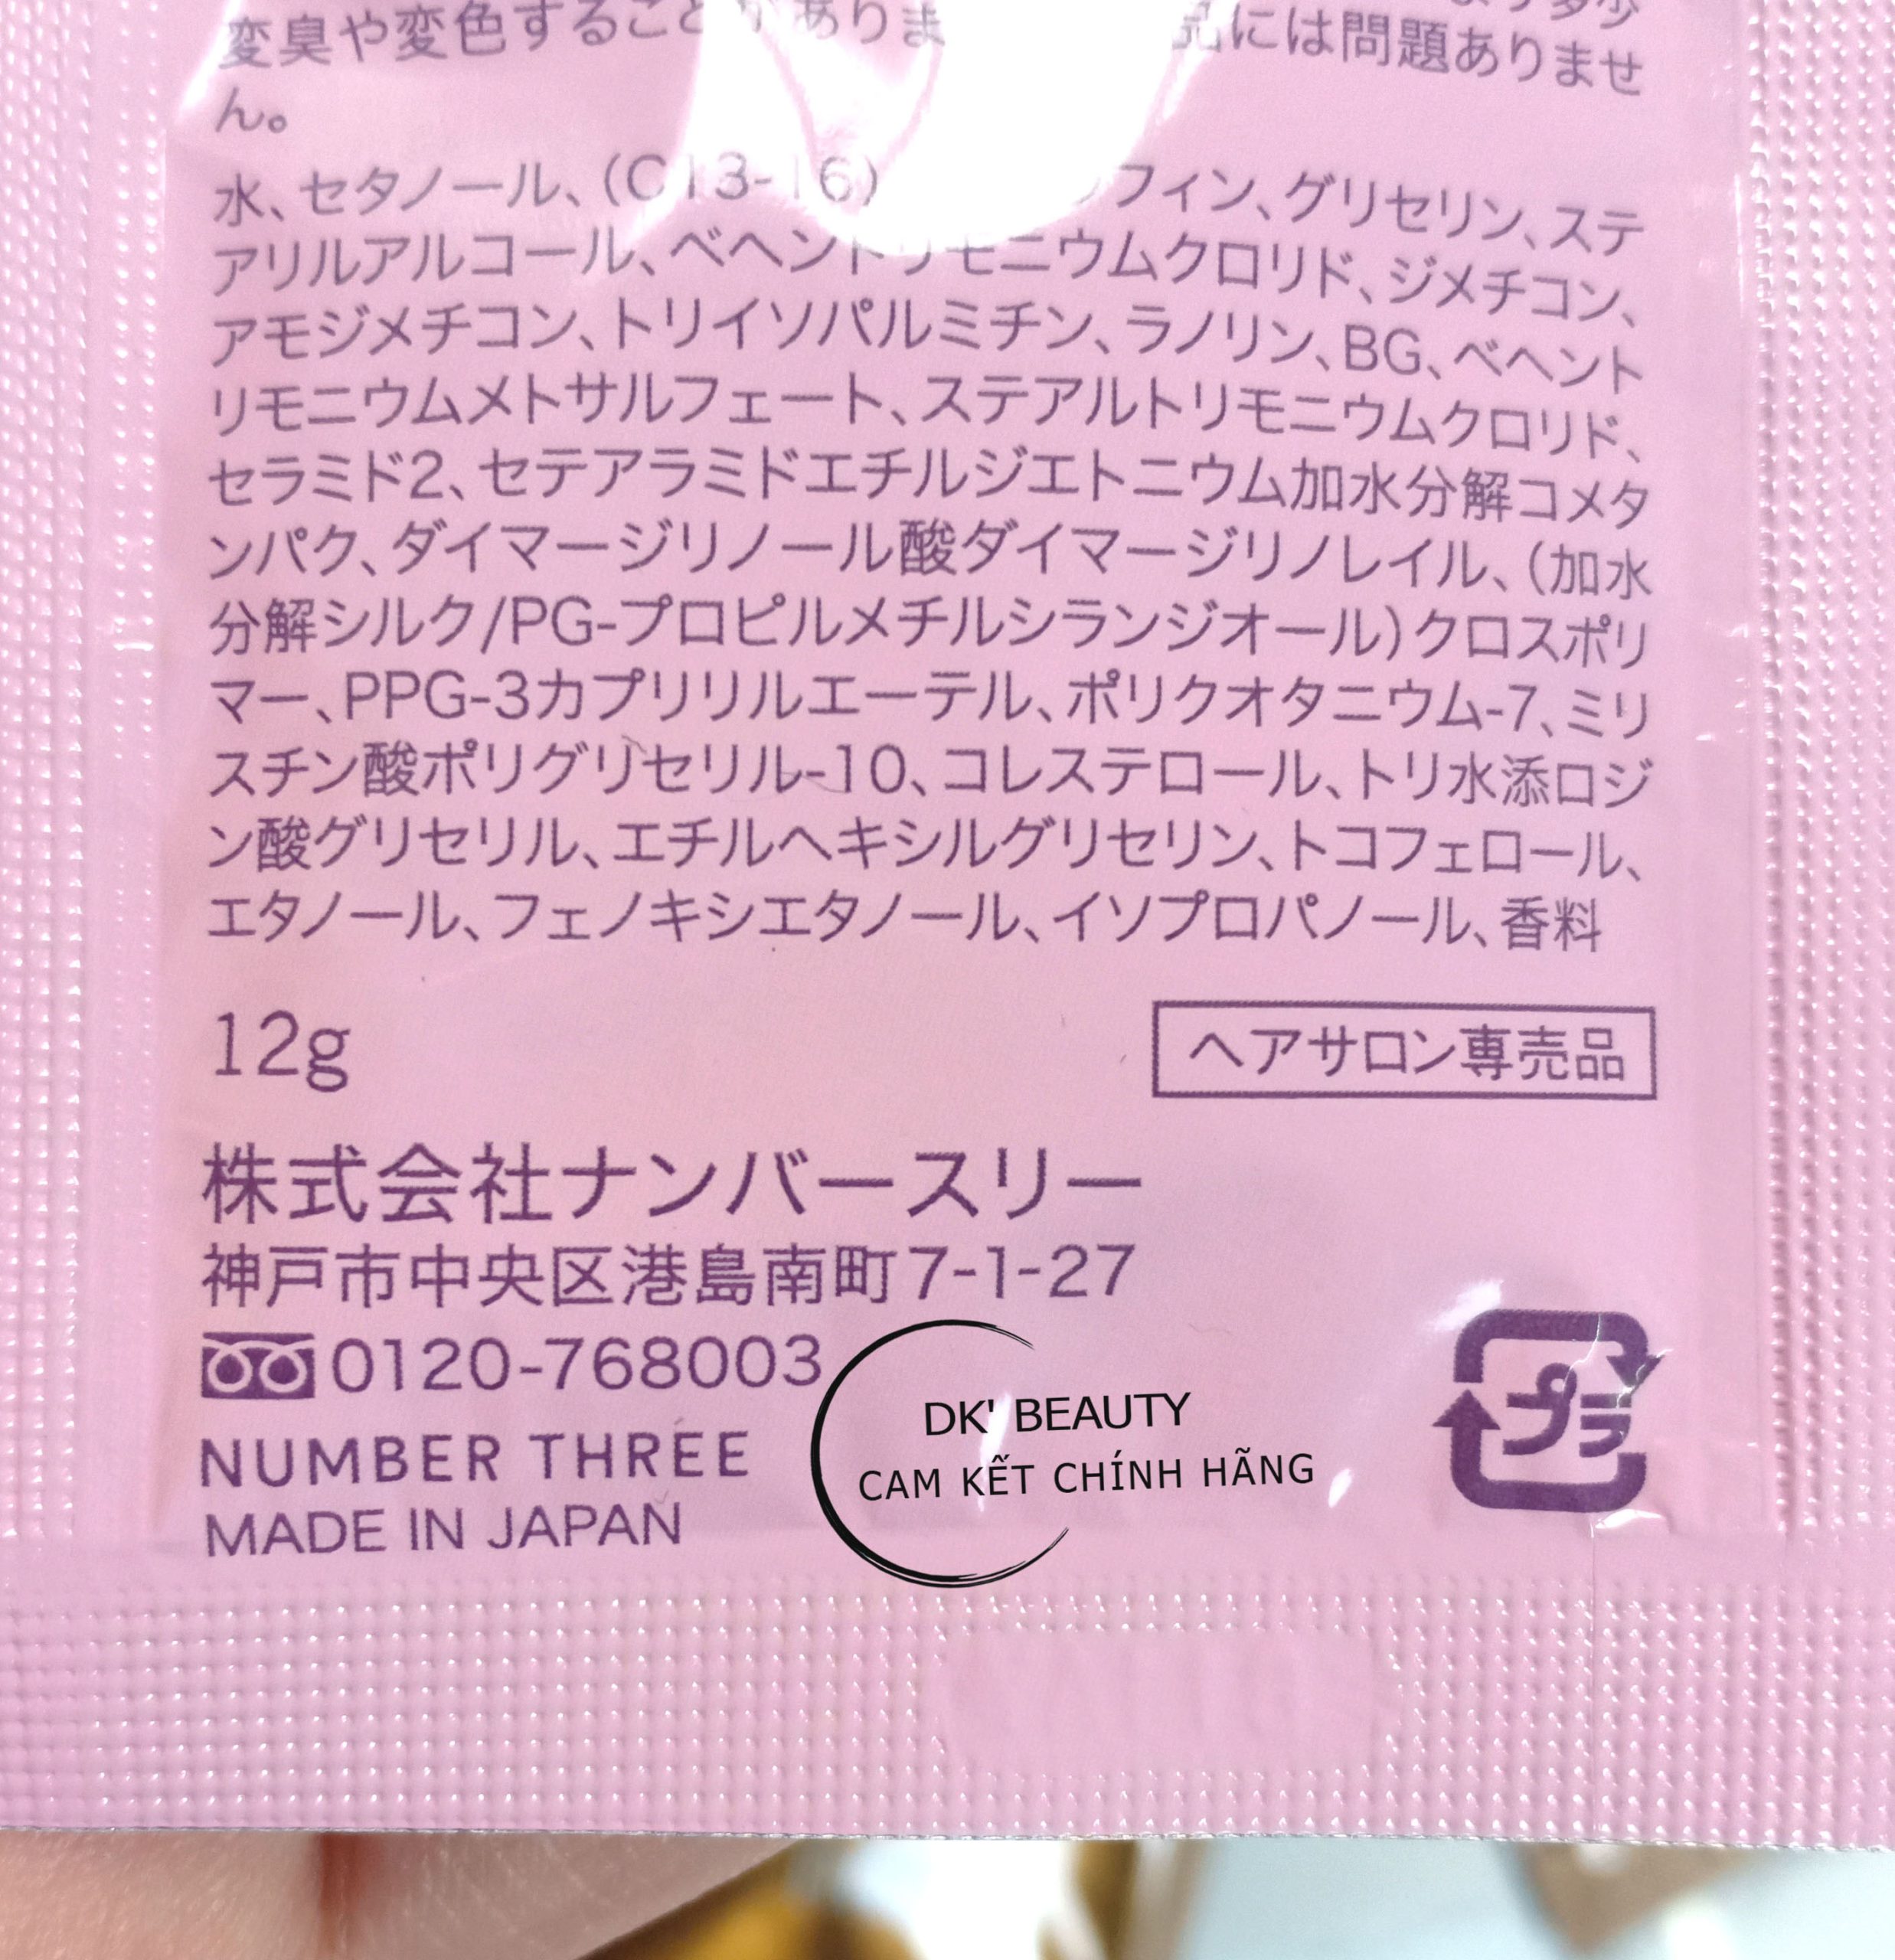 変臭や変色することがありま 品には問題ありませ
ん。
水、セタノール、(C13-16) フィン、グリセリン、ステ
アリルアルコール、ベヘントリモニウムクロリド、ジメチコン、
アモジメチコン、トリイソパルミチン、ラノリン、BG、ベヘント
リモニウムメトサルフェート、ステアルトリモニウムクロリド、
セラミド2、セテアラミドエチルジエトニウム加水分解コメタ
ンパク、ダイマージリノール酸ダイマージリノレイル、(加水
分解シルク/PG-プロピルメチルシランジオール)クロスポリ
マー、PPG-3カプリリルエーテル、ポリクオタニウム-7、ミリ
スチン酸ポリグリセリル-10、コレステロール、トリ水添ロジ
ン酸グリセリル、エチルヘキシルグリセリン、トコフェロール、
エタノール、フェノキシエタノール、イソプロパノール、香料
12g
ヘアサロン専売品
株式会社ナンバースリー
神戸市中央区港島南町7-1-27
0120-768003
NUMBER THREE
MADE IN JAPAN
DK' BEAUTY
CAM KẾT CHÍNH HÃNG
プラ